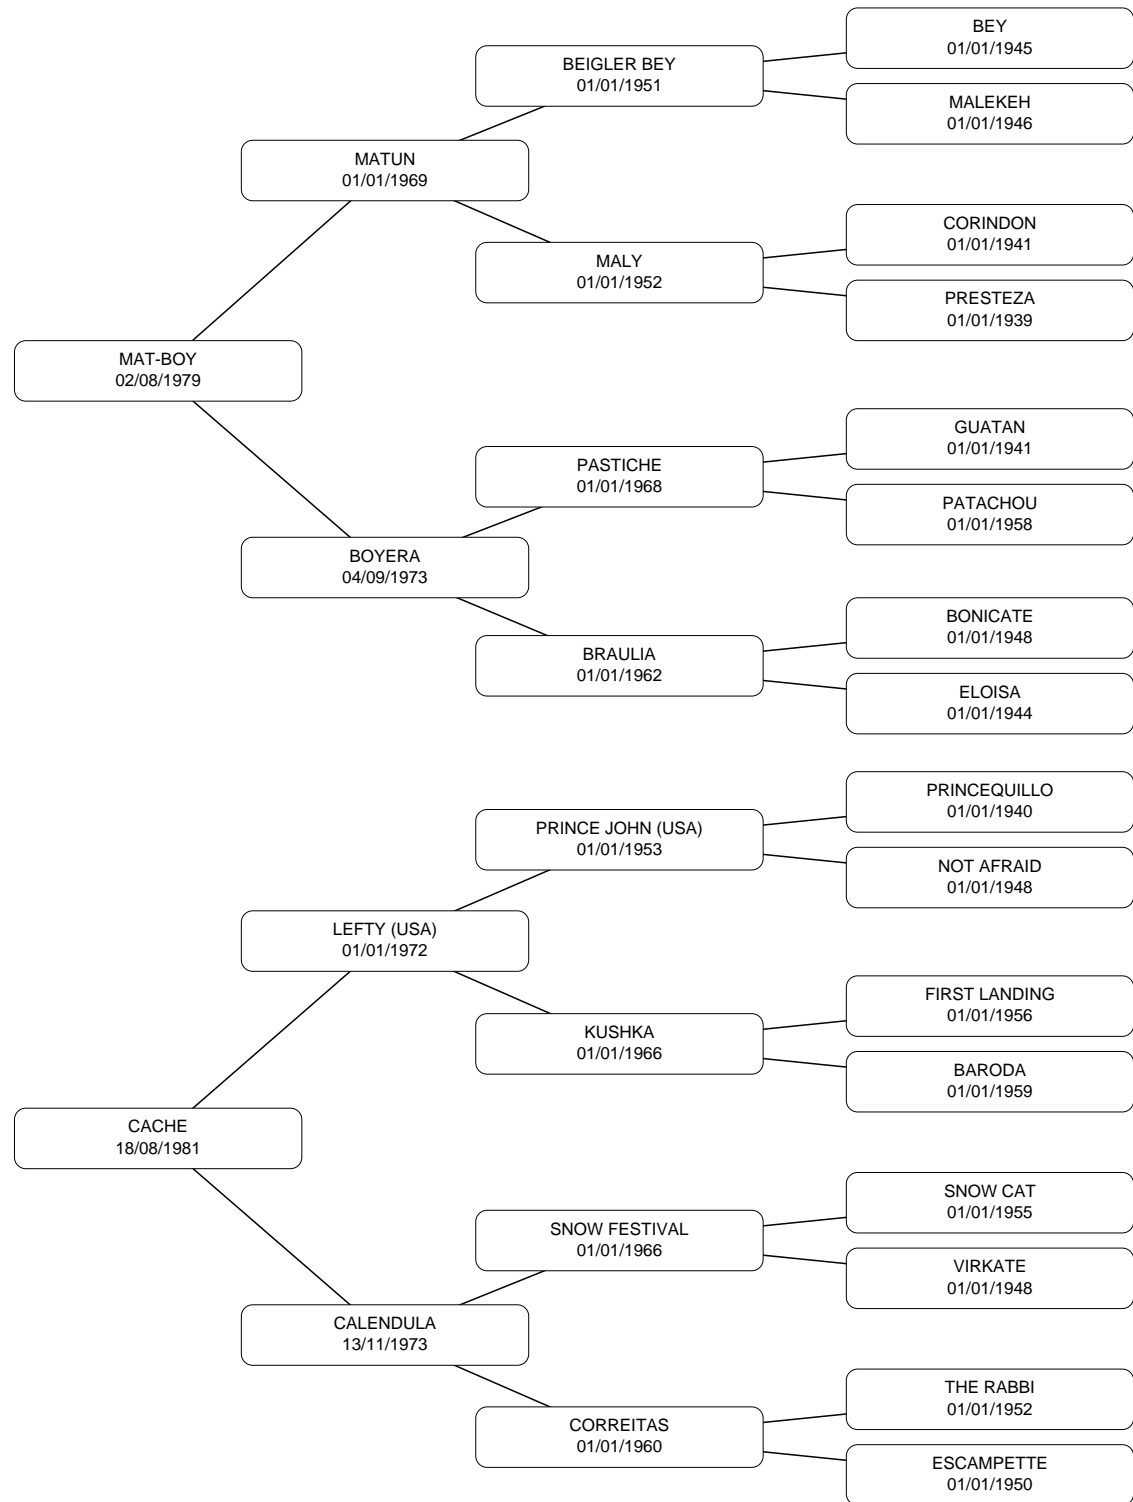 BEY
01/01/1945
BEIGLER BEY
01/01/1951
MALEKEH
01/01/1946
MATUN
01/01/1969
CORINDON
01/01/1941
MALY
01/01/1952
PRESTEZA
01/01/1939
MAT-BOY
02/08/1979
GUATAN
01/01/1941
PASTICHE
01/01/1968
PATACHOU
01/01/1958
BOYERA
04/09/1973
BONICATE
01/01/1948
BRAULIA
01/01/1962
ELOISA
01/01/1944
PRINCEQUILLO
01/01/1940
PRINCE JOHN (USA)
01/01/1953
NOT AFRAID
01/01/1948
LEFTY (USA)
01/01/1972
FIRST LANDING
01/01/1956
KUSHKA
01/01/1966
BARODA
01/01/1959
CACHE
18/08/1981
SNOW CAT
01/01/1955
SNOW FESTIVAL
01/01/1966
VIRKATE
01/01/1948
CALENDULA
13/11/1973
THE RABBI
01/01/1952
CORREITAS
01/01/1960
ESCAMPETTE
01/01/1950